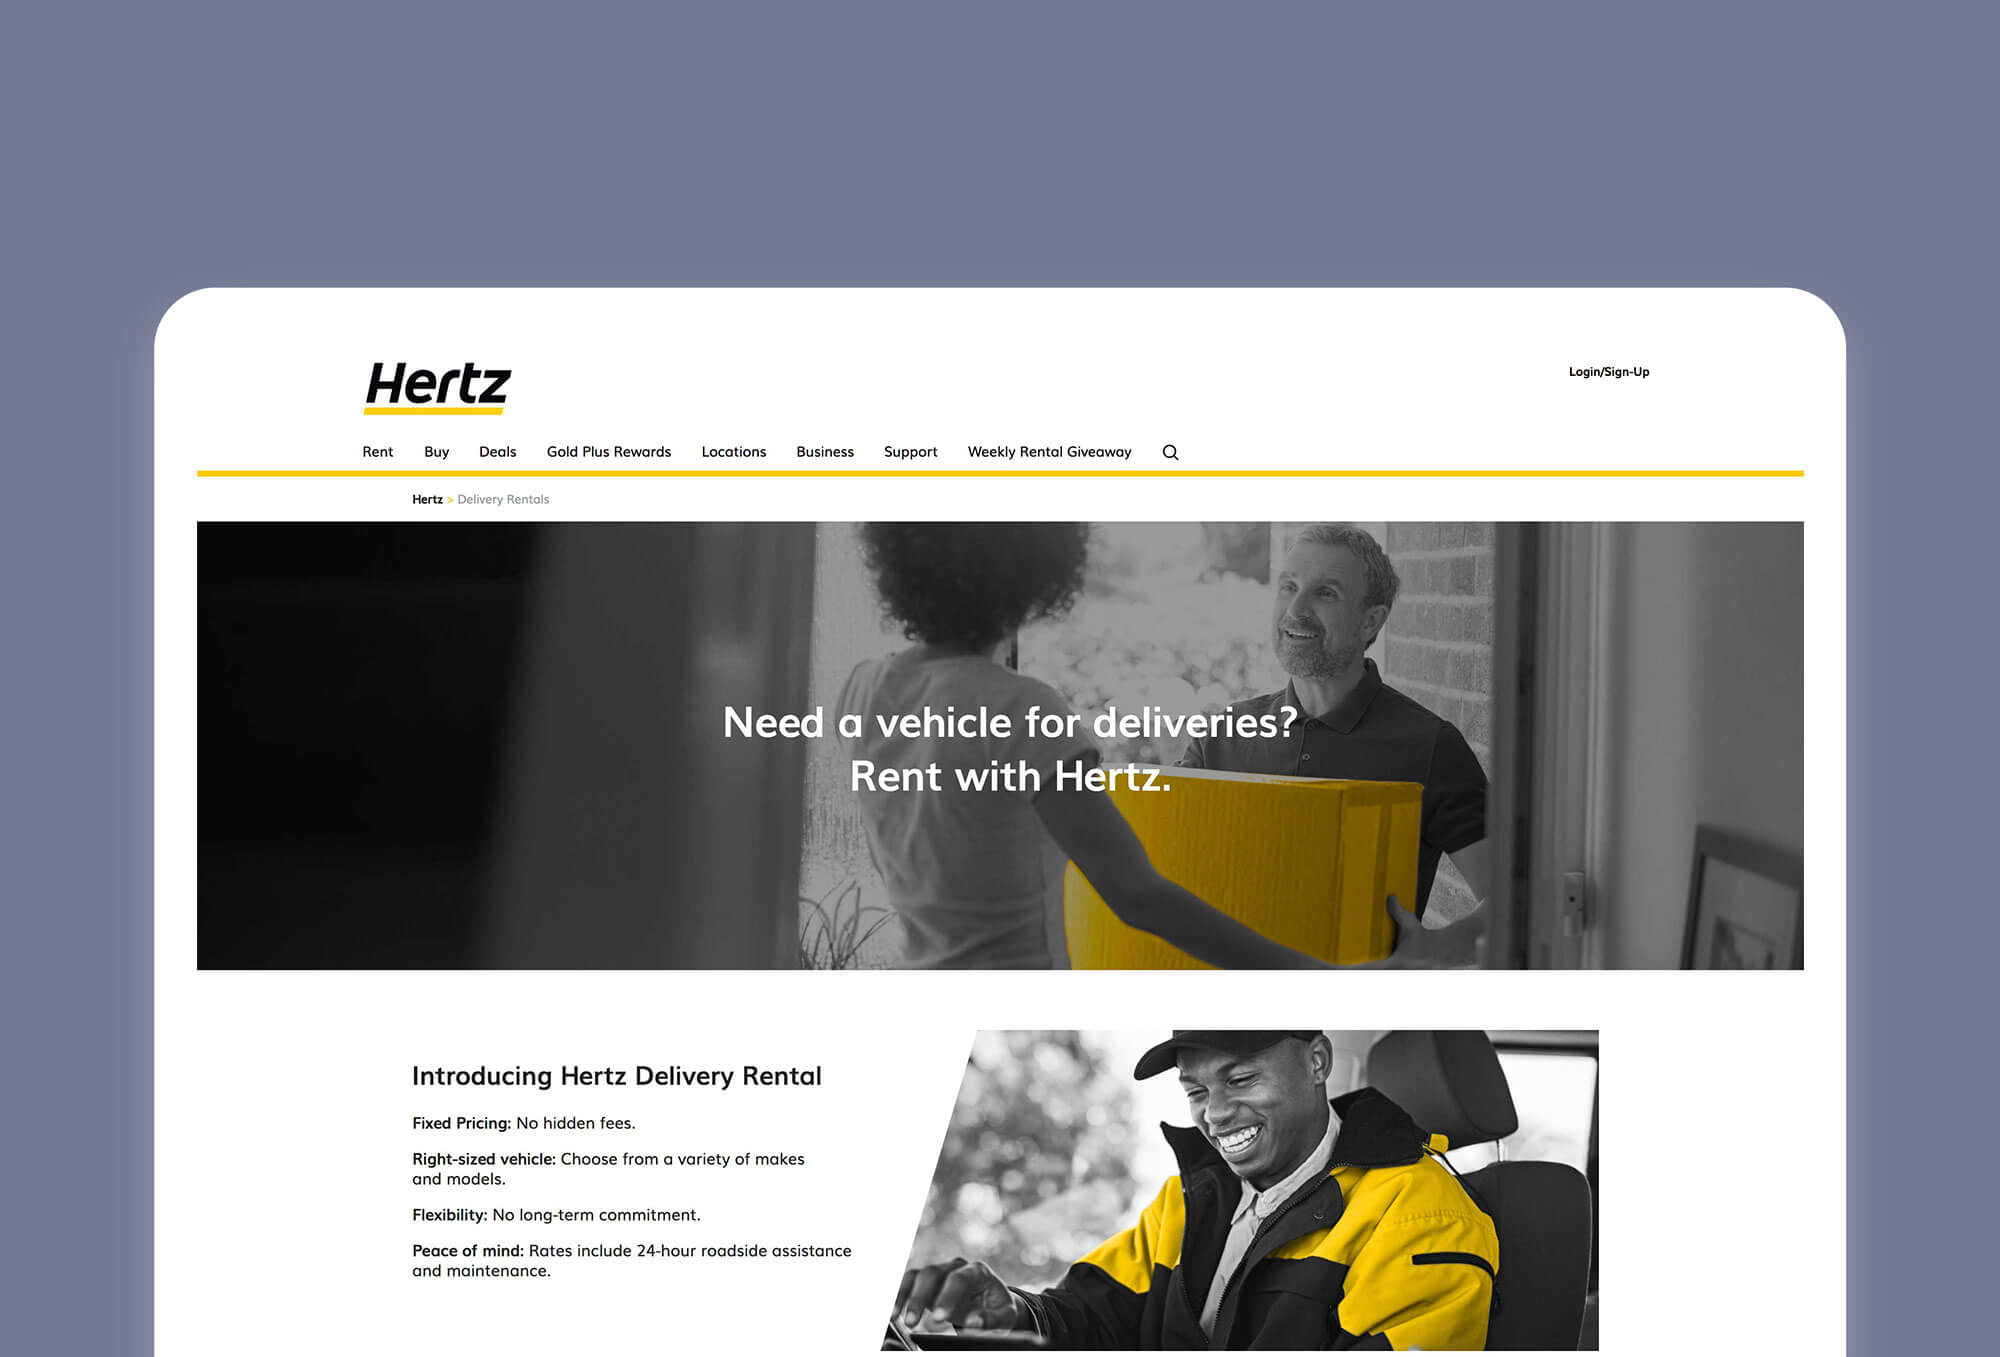 Hertz
Login/Sign-Up
Rent Buy Deals Gold Plus Rewards Locations Business Support Weekly Rental Giveaway
Hertz > Delivery Rentals
Need a vehicle for deliveries?
Rent with Hertz.
Introducing Hertz Delivery Rental
Fixed Pricing: No hidden fees.
Right-sized vehicle: Choose from a variety of makes
and models.
Flexibility: No long-term commitment.
Peace of mind: Rates include 24-hour roadside assistance
and maintenance.